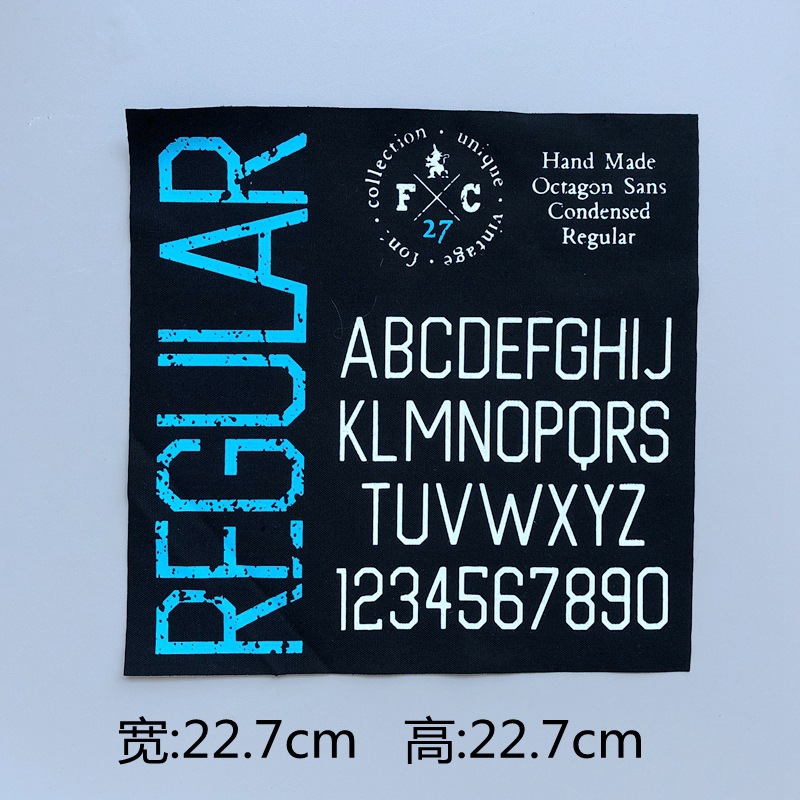 REGULAR
font · collection · unique · vintage ·
F C
27
Hand Made
Octagon Sans
Condensed
Regular
ABCDEFGHIJ
KLMNOPQRS
TUVWXYZ
1234567890
宽:22.7cm 高:22.7cm